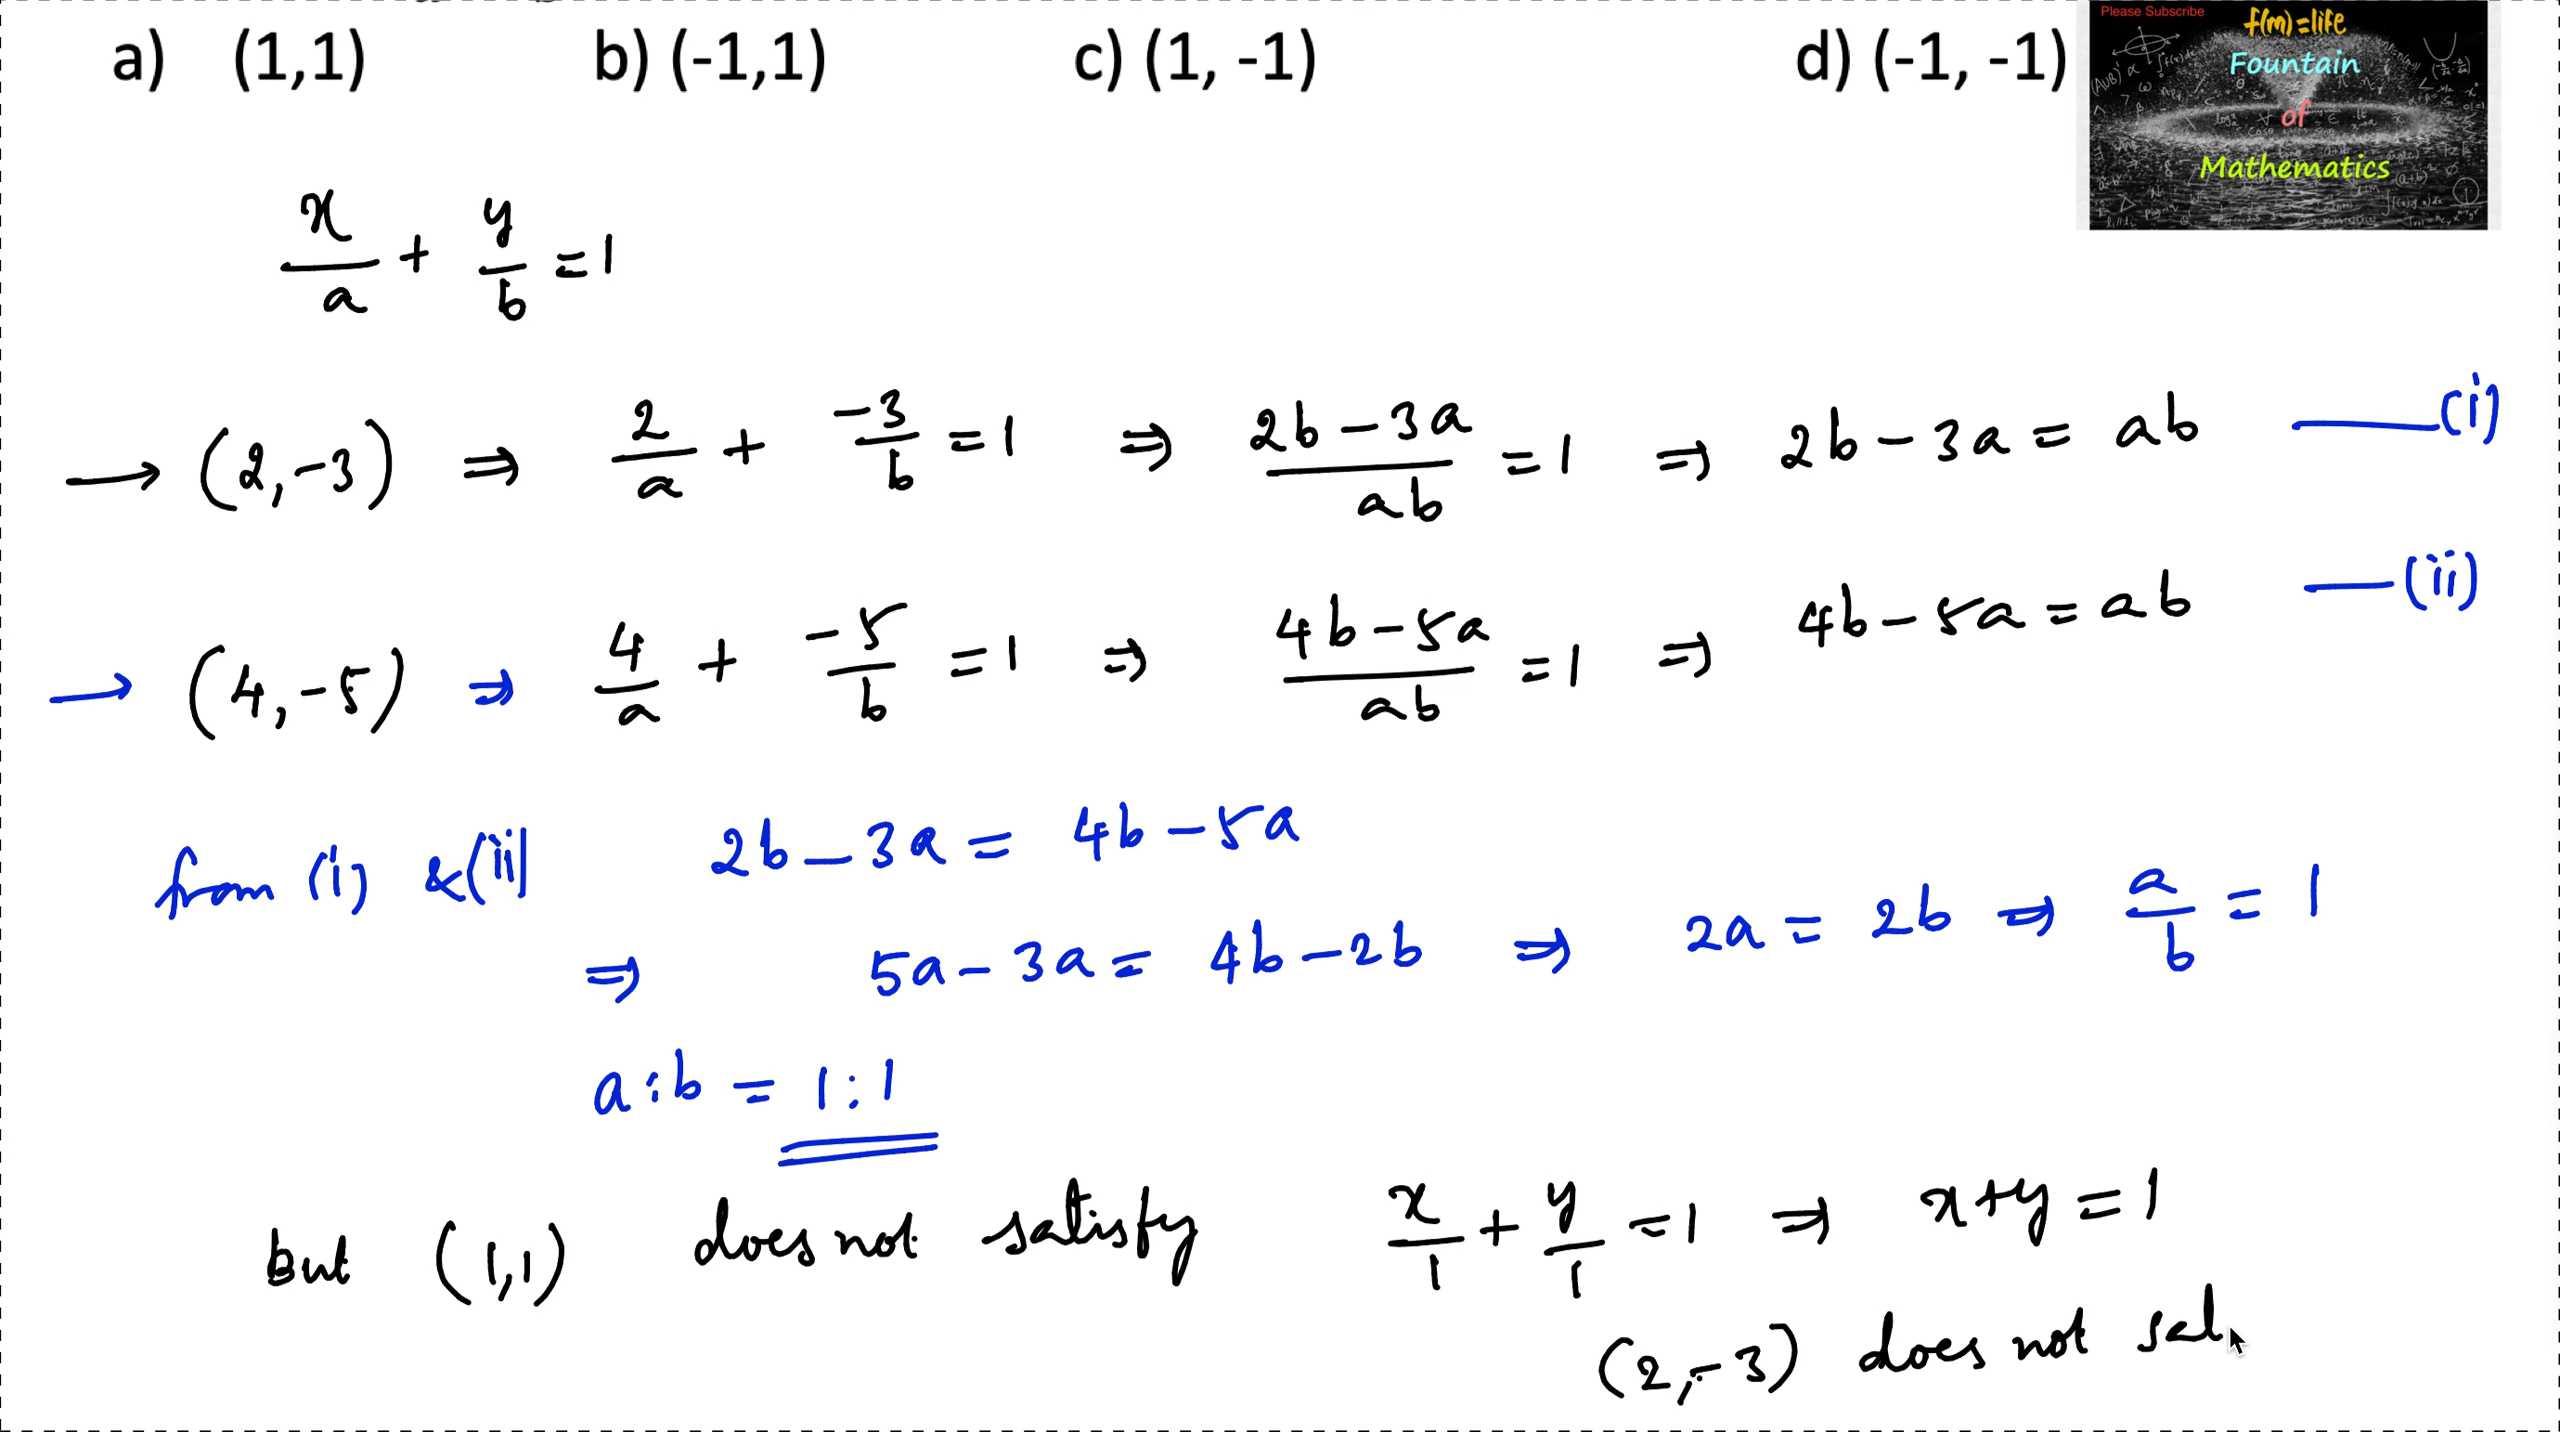 a) (1,1) b) (-1,1) c) (1, -1) d) (-1, -1)
Please Subscribe
f(m)=life
Fountain
of
Mathematics
x/a + y/b = 1
→ (2,-3) ⇒ 2/a + -3/b = 1 ⇒ (2b-3a)/ab = 1 ⇒ 2b-3a = ab —(i)
→ (4,-5) ⇒ 4/a + -5/b = 1 ⇒ (4b-5a)/ab = 1 ⇒ 4b-5a = ab —(ii)
from (i) & (ii) 2b-3a = 4b-5a
⇒ 5a-3a = 4b-2b ⇒ 2a = 2b ⇒ a/b = 1
a:b = 1:1
But (1,1) does not satisfy x/1 + y/1 = 1 ⇒ x+y = 1
(2,-3) does not sat